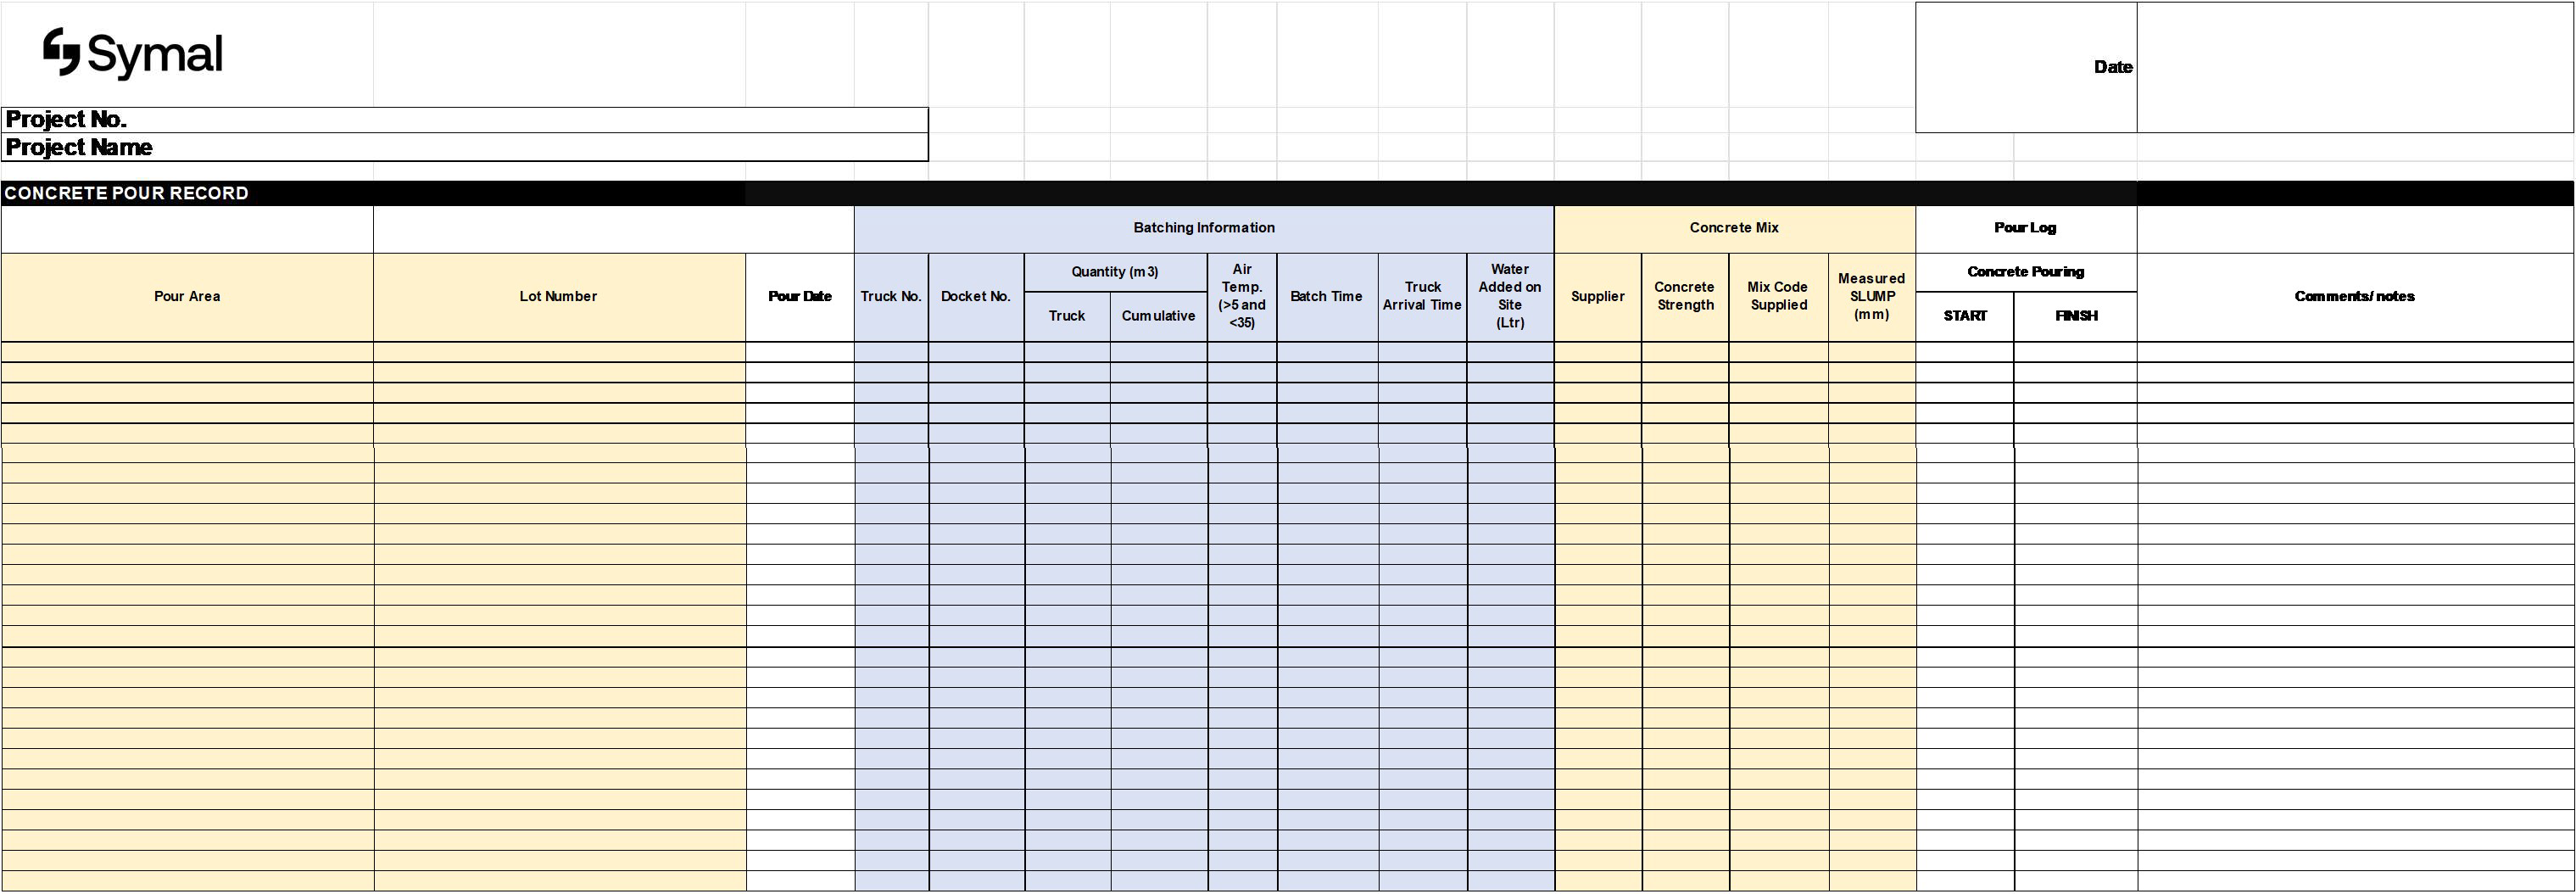 Symal
Date
Project No.
Project Name
CONCRETE POUR RECORD
Batching Information
Concrete Mix
Pour Log
Pour Area
Lot Number
Pour Date
Truck No.
Docket No.
Quantity (m3)
Truck
Cumulative
Air
Temp.
(>5 and
<35)
Batch Time
Truck
Arrival Time
Water
Added on
Site
(Ltr)
Supplier
Concrete
Strength
Mix Code
Supplied
Measured
SLUMP
(mm)
Concrete Pouring
START
FINISH
Comments/ notes